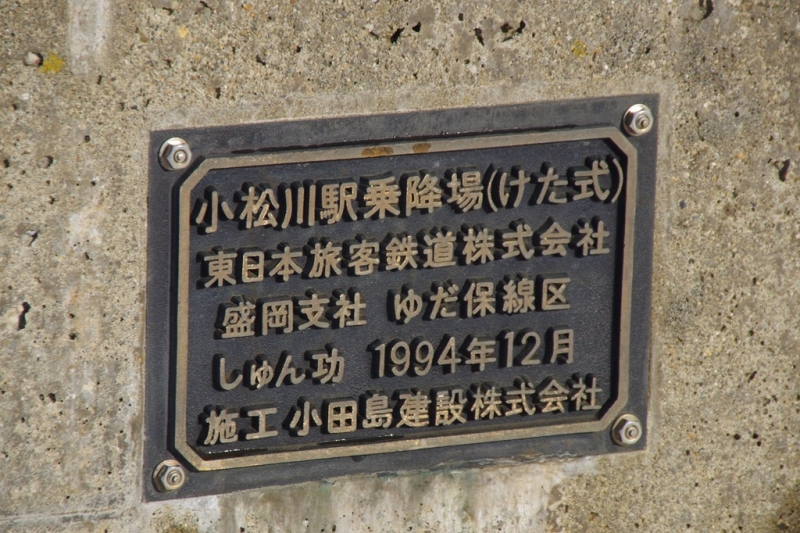 小松川駅乗降場(けた式)
東日本旅客鉄道株式会社
盛岡支社 ゆだ保線区
しゅん功 1994年12月
施工 小田島建設株式会社